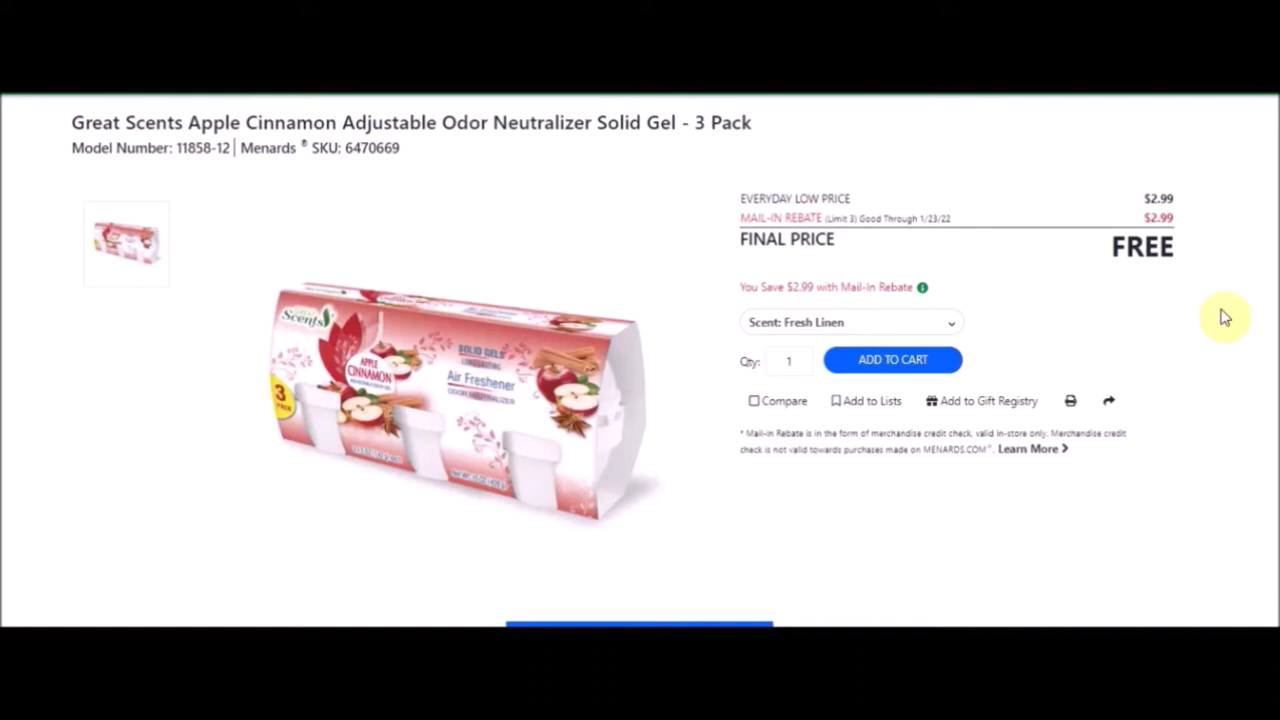 Great Scents Apple Cinnamon Adjustable Odor Neutralizer Solid Gel - 3 Pack
Model Number: 11858-12 | Menards ® SKU: 6470669
EVERYDAY LOW PRICE $2.99
MAIL-IN REBATE (Limit 3) Good Through 1/23/22 $2.99
FINAL PRICE FREE
You Save $2.99 with Mail-In Rebate
Scent: Fresh Linen
Qty: 1 ADD TO CART
Compare Add to Lists Add to Gift Registry
* Mail-in Rebate is in the form of merchandise credit check, valid in-store only. Merchandise credit
check is not valid towards purchases made on MENARDS.COM®. Learn More
Scents
APPLE
CINNAMON
SOLID GELS
LONG LASTING
Air Freshener
ODOR NEUTRALIZER
3
PACK